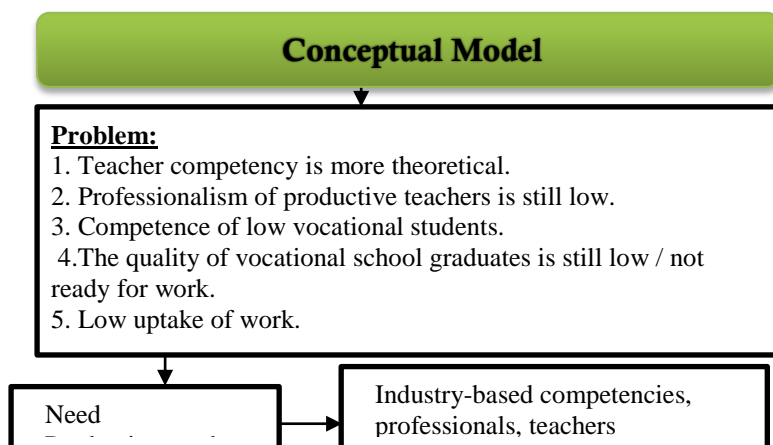 Conceptual Model
Problem:
1. Teacher competency is more theoretical.
2. Professionalism of productive teachers is still low.
3. Competence of low vocational students.
4.The quality of vocational school graduates is still low / not
ready for work.
5. Low uptake of work.
Need
Industry-based competencies,
professionals, teachers